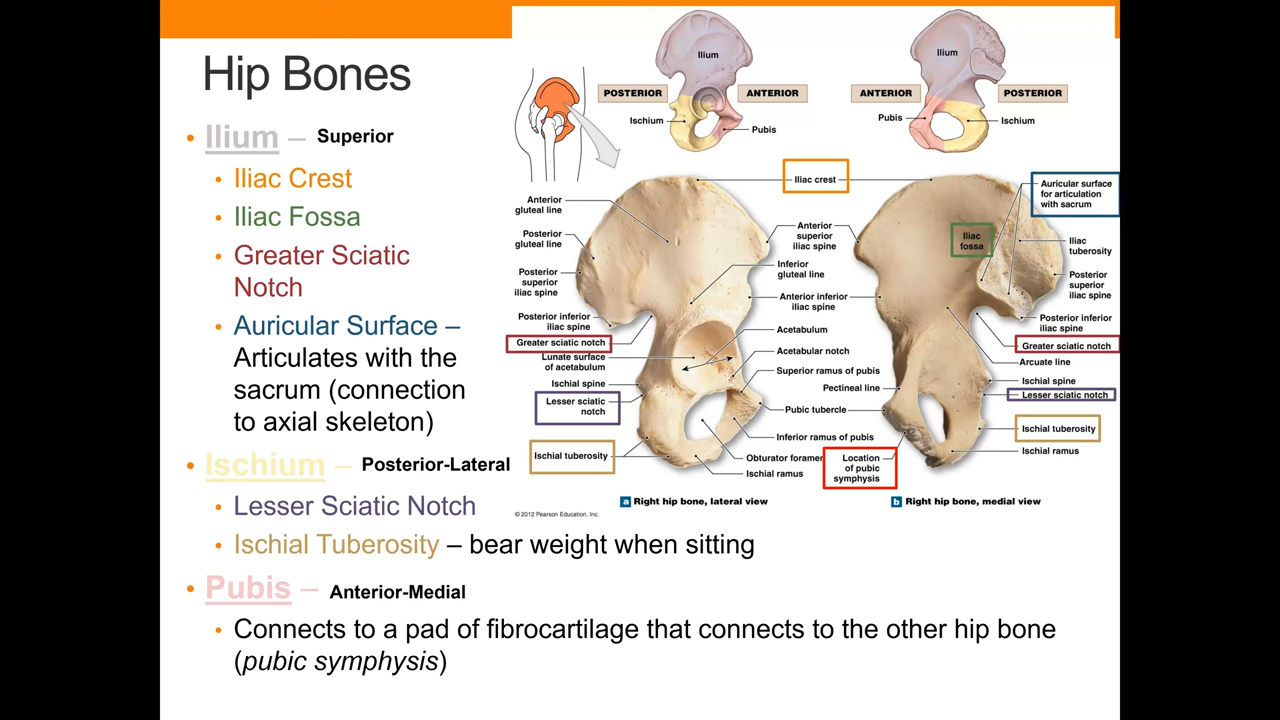 Hip Bones
• Ilium – Superior
• Iliac Crest
• Iliac Fossa
• Greater Sciatic
Notch
• Auricular Surface –
Articulates with the
sacrum (connection
to axial skeleton)
• Ischium – Posterior-Lateral
• Lesser Sciatic Notch
• Ischial Tuberosity – bear weight when sitting
• Pubis – Anterior-Medial
• Connects to a pad of fibrocartilage that connects to the other hip bone
(pubic symphysis)
Ilium
POSTERIOR
ANTERIOR
Ischium
Pubis
Ilium
ANTERIOR
POSTERIOR
Pubis
Ischium
Iliac crest
Anterior
gluteal line
Posterior
gluteal line
Posterior
superior
iliac spine
Posterior inferior
iliac spine
Greater sciatic notch
Lunate surface
of acetabulum
Ischial spine
Lesser sciatic
notch
Ischial tuberosity
Anterior
superior
iliac spine
Inferior
gluteal line
Anterior inferior
iliac spine
Acetabulum
Acetabular notch
Superior ramus of pubis
Pectineal line
Pubic tubercle
Inferior ramus of pubis
Obturator foramen
Ischial ramus
Location
of pubic
symphysis
Auricular surface
for articulation
with sacrum
Iliac
fossa
Iliac
tuberosity
Posterior
superior
iliac spine
Posterior inferior
iliac spine
Greater sciatic notch
Arcuate line
Ischial spine
Lesser sciatic notch
Ischial tuberosity
Ischial ramus
a Right hip bone, lateral view
b Right hip bone, medial view
© 2012 Pearson Education, Inc.